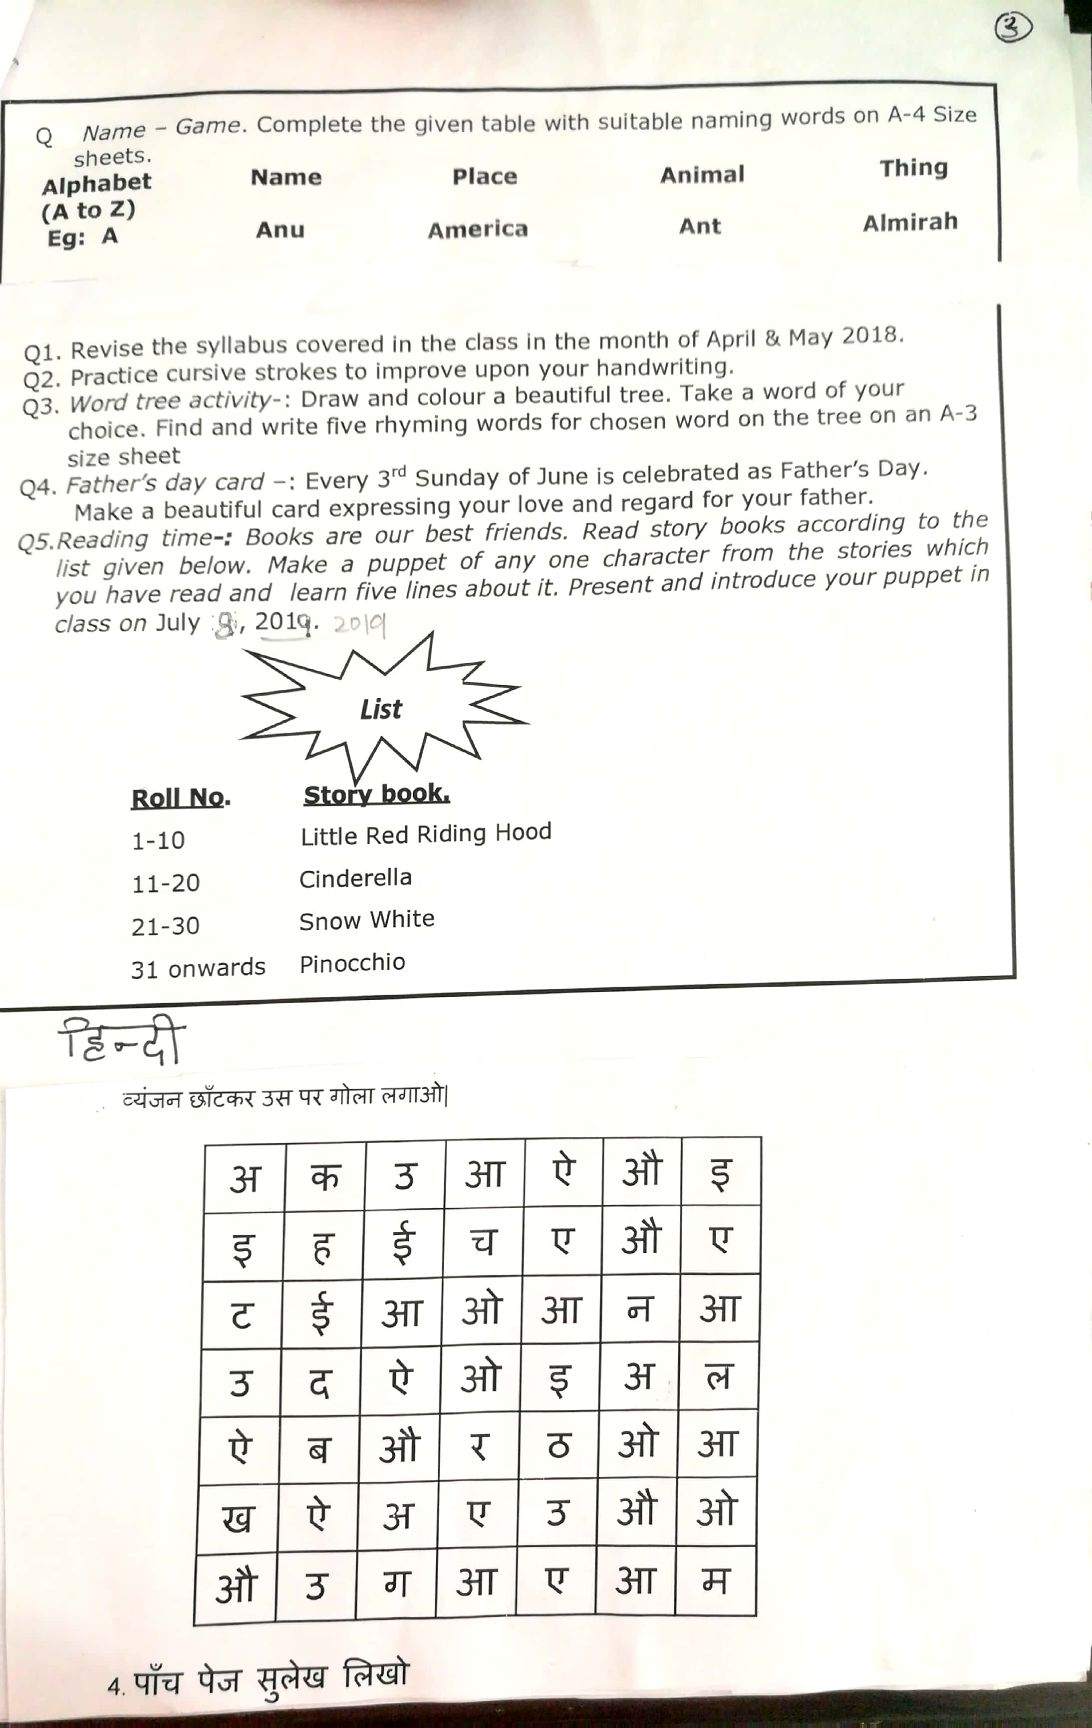 3
Q Name – Game. Complete the given table with suitable naming words on A-4 Size
sheets.
Alphabet Name Place Animal Thing
(A to Z)
Eg: A Anu America Ant Almirah
Q1. Revise the syllabus covered in the class in the month of April & May 2018.
Q2. Practice cursive strokes to improve upon your handwriting.
Q3. Word tree activity-: Draw and colour a beautiful tree. Take a word of your
choice. Find and write five rhyming words for chosen word on the tree on an A-3
size sheet
Q4. Father's day card –: Every 3rd Sunday of June is celebrated as Father's Day.
Make a beautiful card expressing your love and regard for your father.
Q5.Reading time-: Books are our best friends. Read story books according to the
list given below. Make a puppet of any one character from the stories which
you have read and learn five lines about it. Present and introduce your puppet in
class on July 8, 2019. 2019
List
Roll No. Story book.
1-10 Little Red Riding Hood
11-20 Cinderella
21-30 Snow White
31 onwards Pinocchio
हिन्दी
व्यंजन छाँटकर उस पर गोला लगाओ|
अ क उ आ ऐ औ इ
इ ह ई च ए औ ए
ट ई आ ओ आ न आ
उ द ऐ ओ इ अ ल
ऐ ब औ र ठ ओ आ
ख ऐ अ ए उ औ ओ
औ उ ग आ ए आ म
4. पाँच पेज सुलेख लिखो